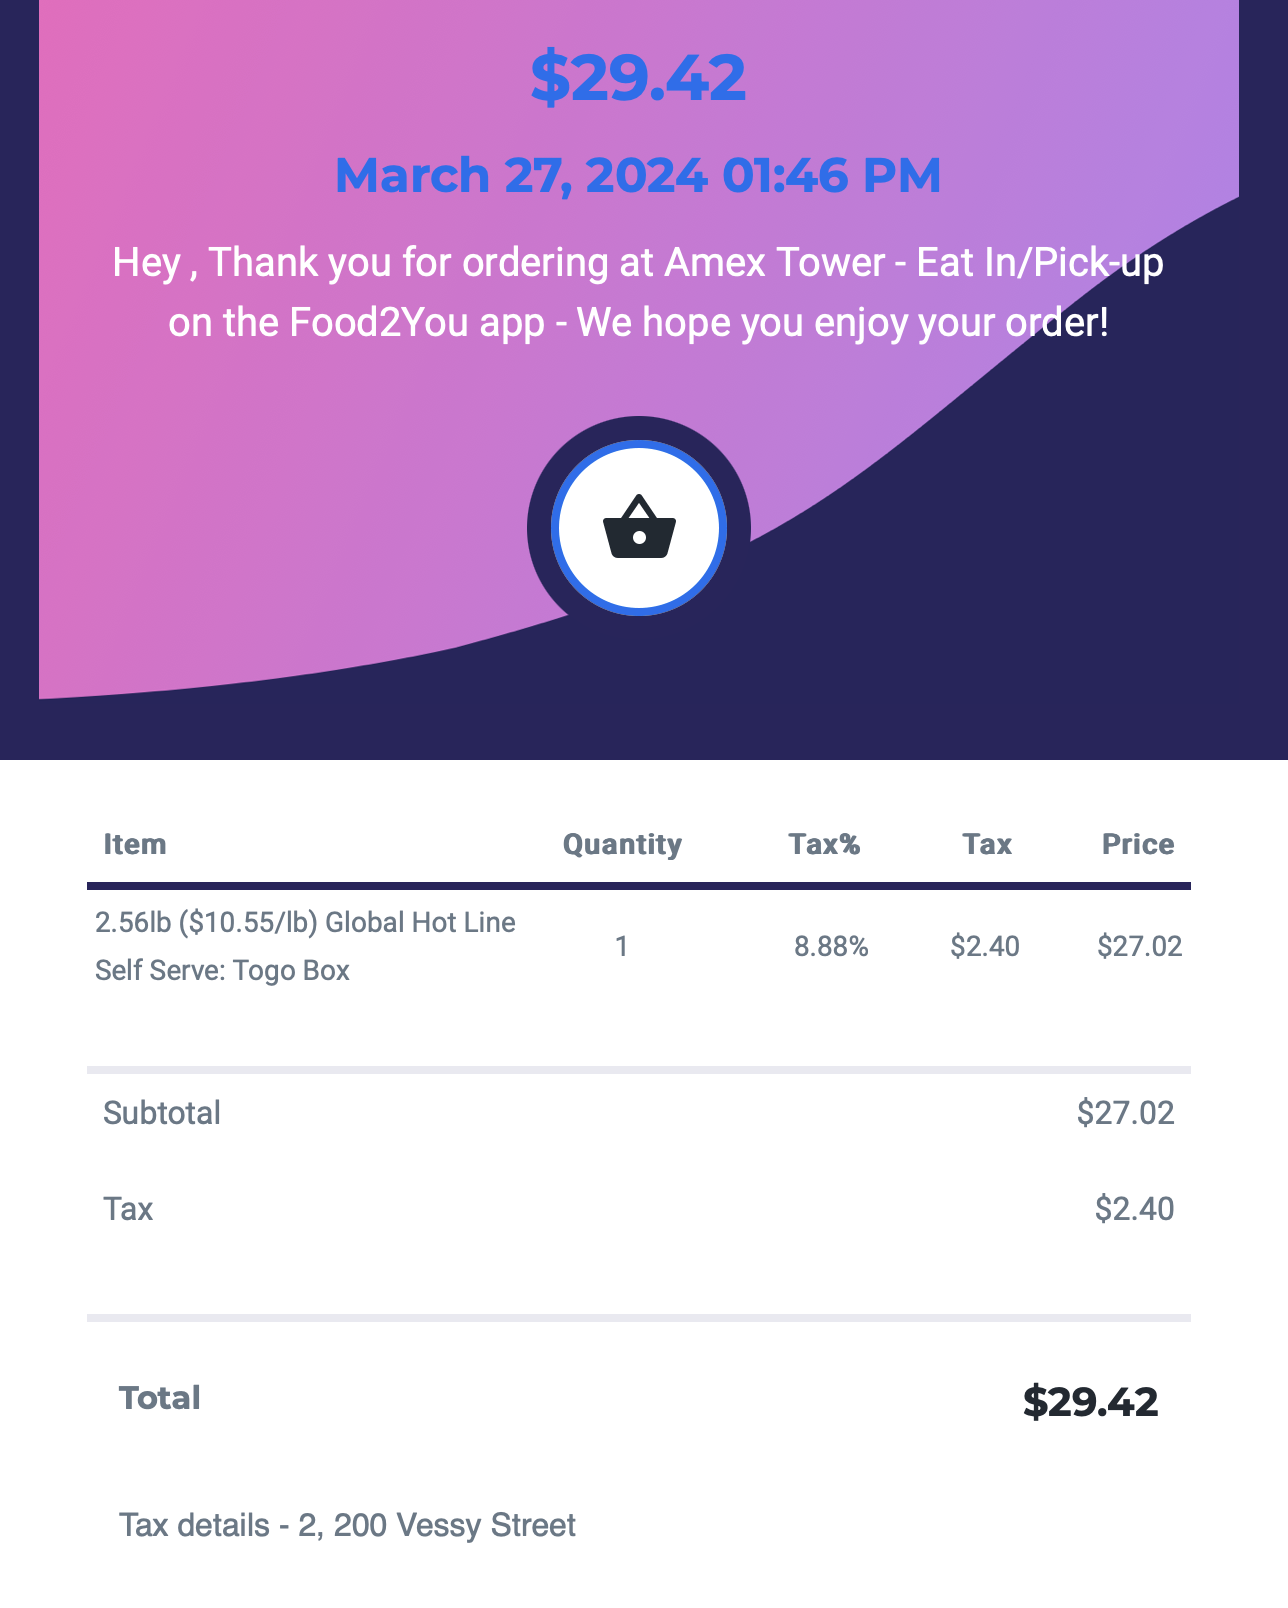 $29.42
March 27, 2024 01:46 PM
Hey , Thank you for ordering at Amex Tower - Eat In/Pick-up
on the Food2You app - We hope you enjoy your order!
Item Quantity Tax% Tax Price
2.56lb ($10.55/lb) Global Hot Line
Self Serve: Togo Box 1 8.88% $2.40 $27.02
Subtotal $27.02
Tax $2.40
Total $29.42
Tax details - 2, 200 Vessy Street